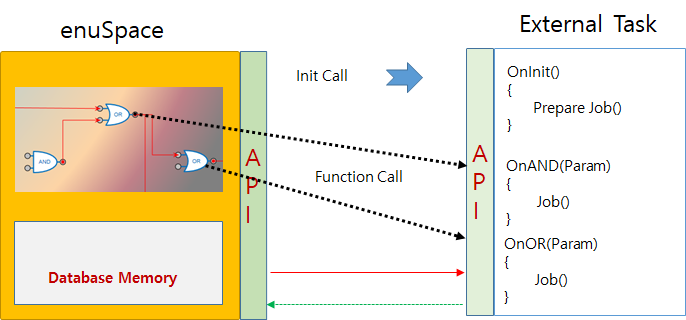 enuSpace
External Task
Init Call
OnInit()
{
Prepare Job()
}
OR
AND
OR
A
P
I
Function Call
A
P
I
OnAND(Param)
{
Job()
}
OnOR(Param)
{
Job()
}
Database Memory